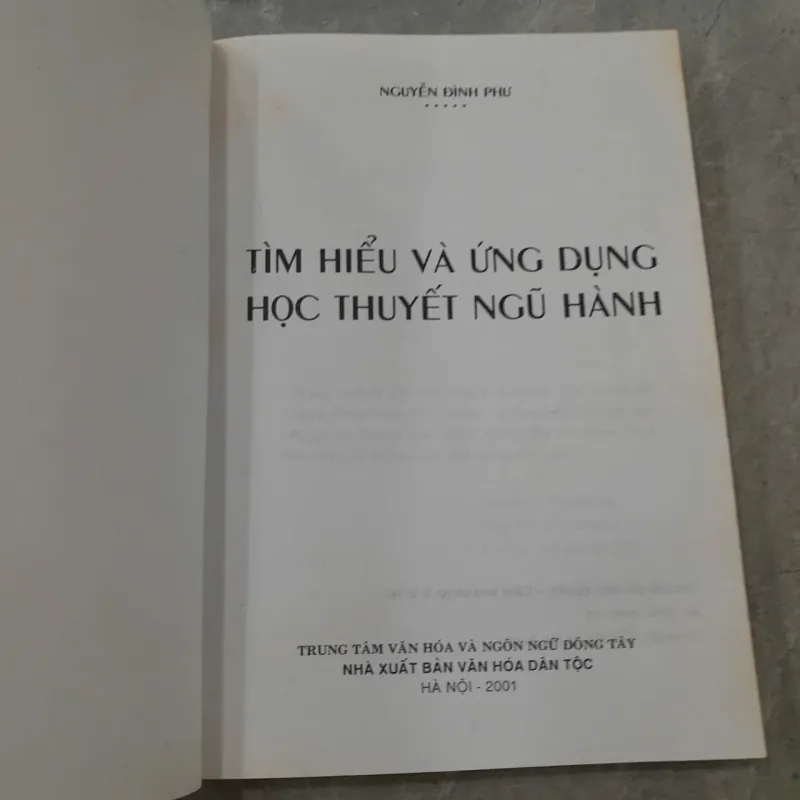 NGUYỄN ĐÌNH PHƯ
*****
TÌM HIỂU VÀ ỨNG DỤNG
HỌC THUYẾT NGŨ HÀNH
TRUNG TÂM VĂN HÓA VÀ NGÔN NGỮ ĐÔNG TÂY
NHÀ XUẤT BẢN VĂN HÓA DÂN TỘC
HÀ NỘI - 2001